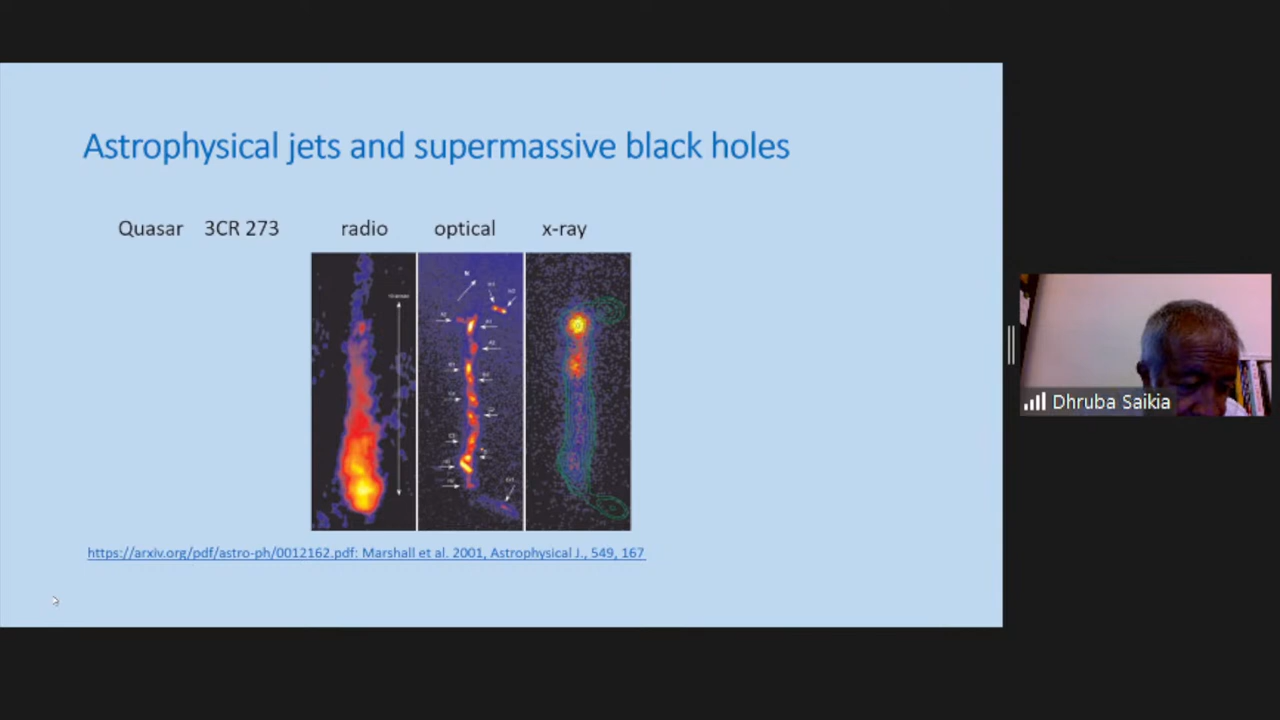 Astrophysical jets and supermassive black holes
Quasar 3CR 273 radio optical x-ray
N
https://arxiv.org/pdf/astro-ph/0012162.pdf: Marshall et al. 2001, Astrophysical J., 549, 167
Dhruba Saikia